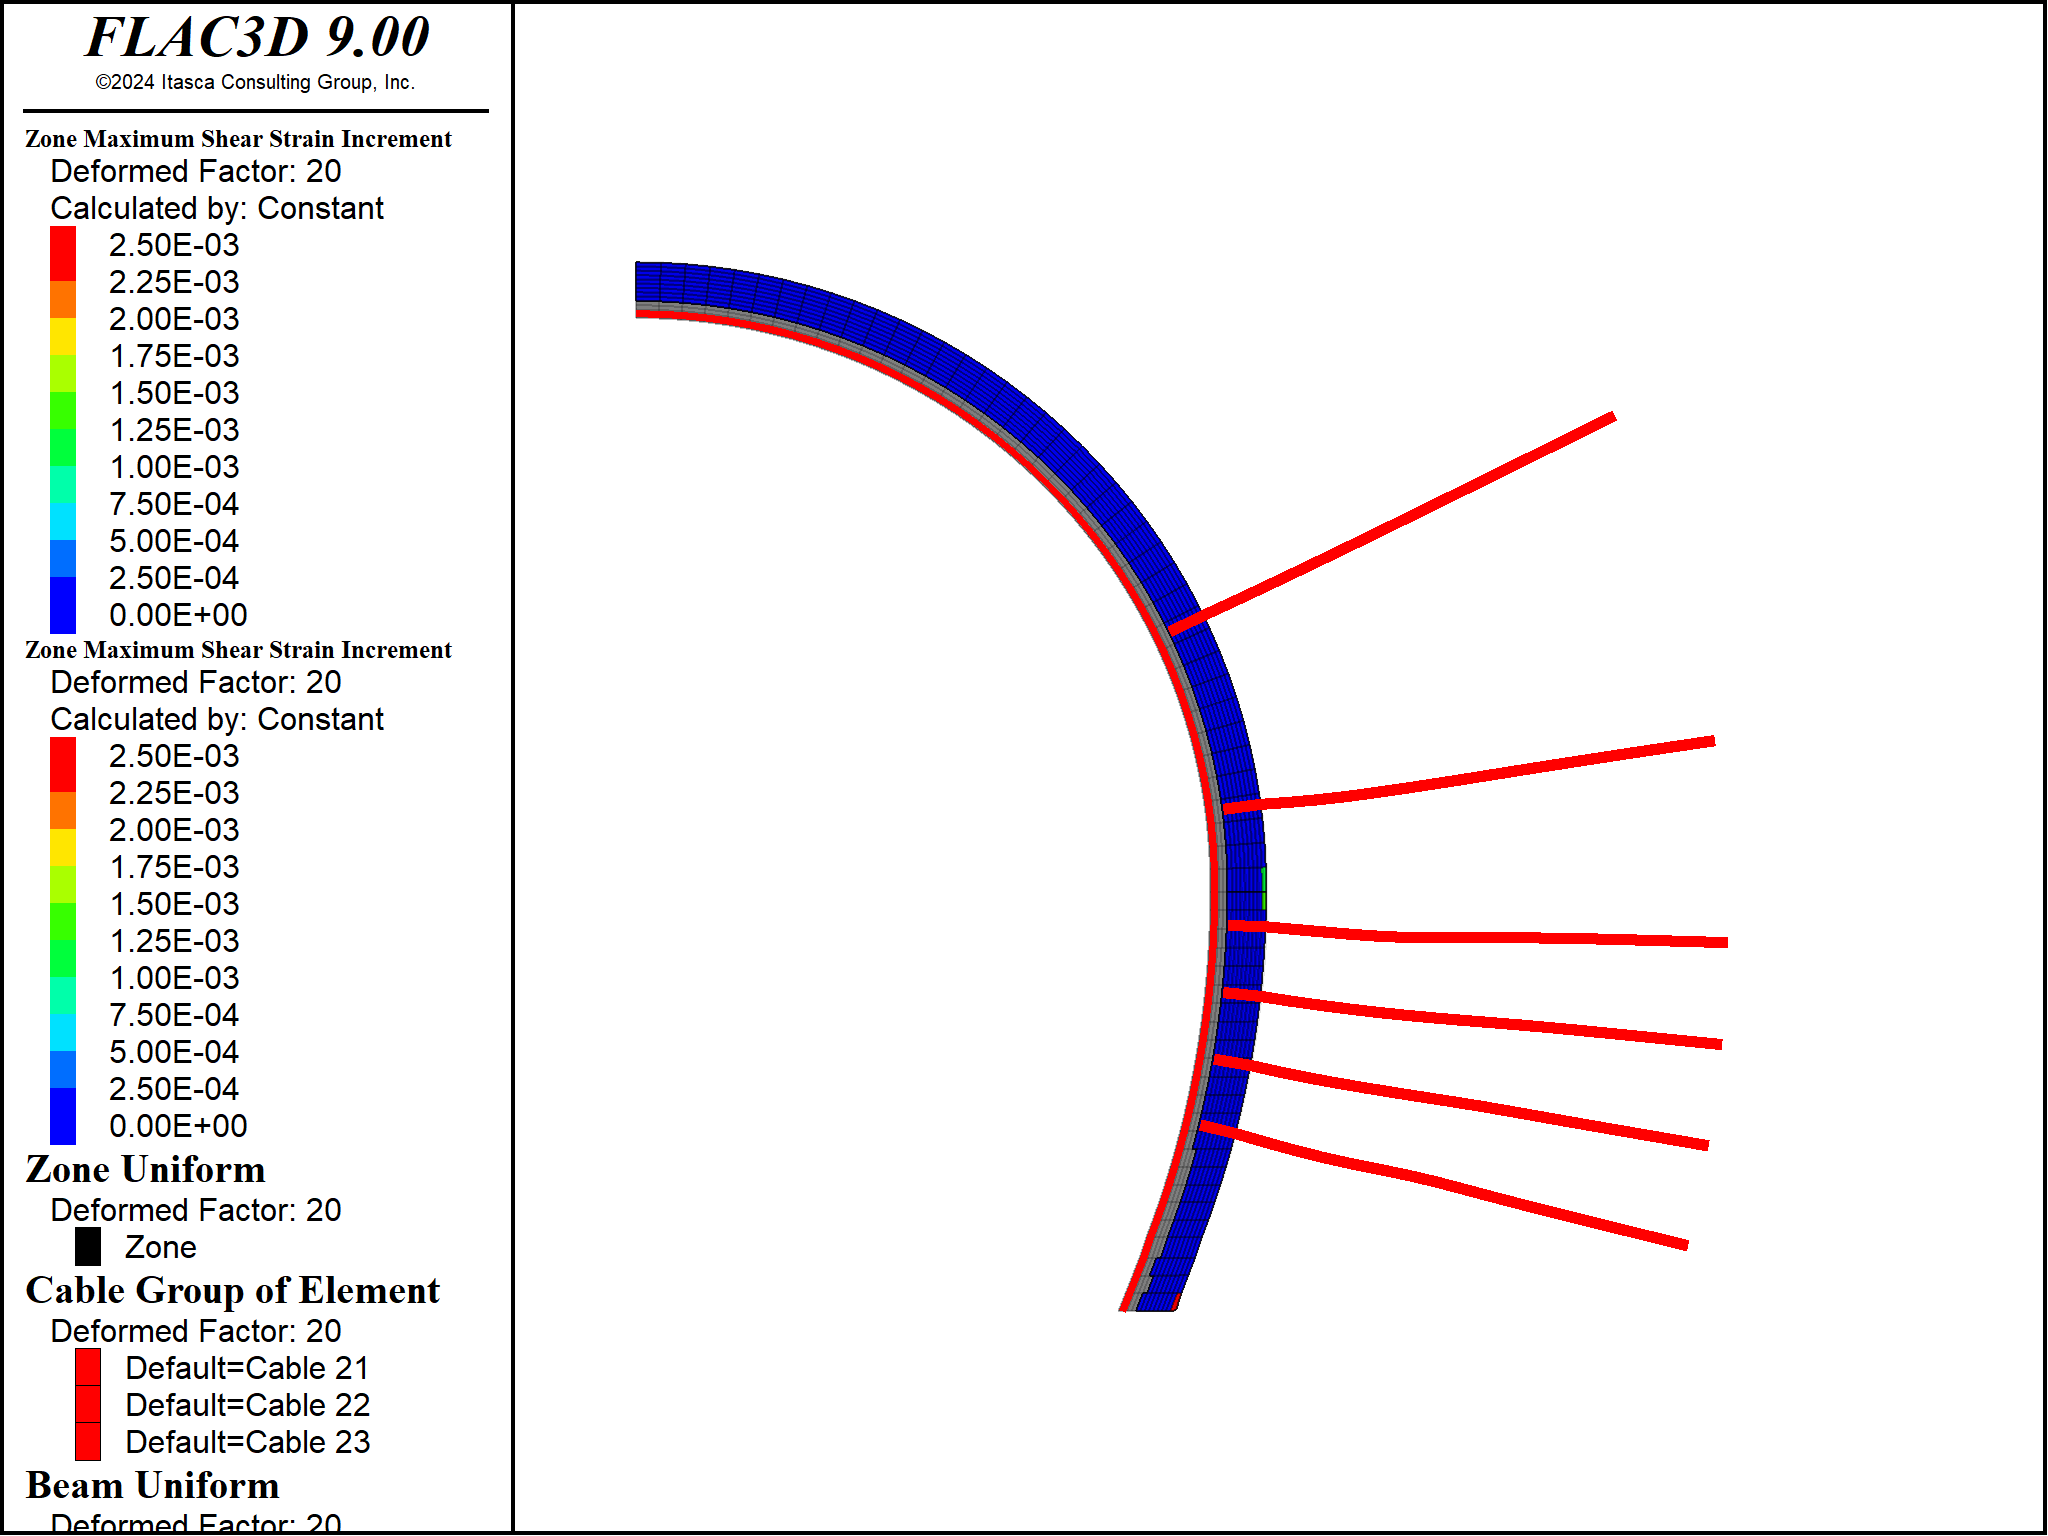 FLAC3D 9.00
©2024 Itasca Consulting Group, Inc.
Zone Maximum Shear Strain Increment
Deformed Factor: 20
Calculated by: Constant
2.50E-03
2.25E-03
2.00E-03
1.75E-03
1.50E-03
1.25E-03
1.00E-03
7.50E-04
5.00E-04
2.50E-04
0.00E+00
Zone Maximum Shear Strain Increment
Deformed Factor: 20
Calculated by: Constant
2.50E-03
2.25E-03
2.00E-03
1.75E-03
1.50E-03
1.25E-03
1.00E-03
7.50E-04
5.00E-04
2.50E-04
0.00E+00
Zone Uniform
Deformed Factor: 20
Zone
Cable Group of Element
Deformed Factor: 20
Default=Cable 21
Default=Cable 22
Default=Cable 23
Beam Uniform
Deformed Factor: 20